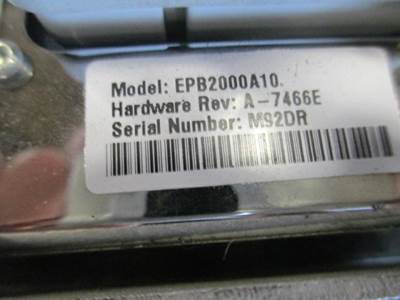 Model: EPB2000A10.
Hardware Rev: A-7466E
Serial Number: M92DR